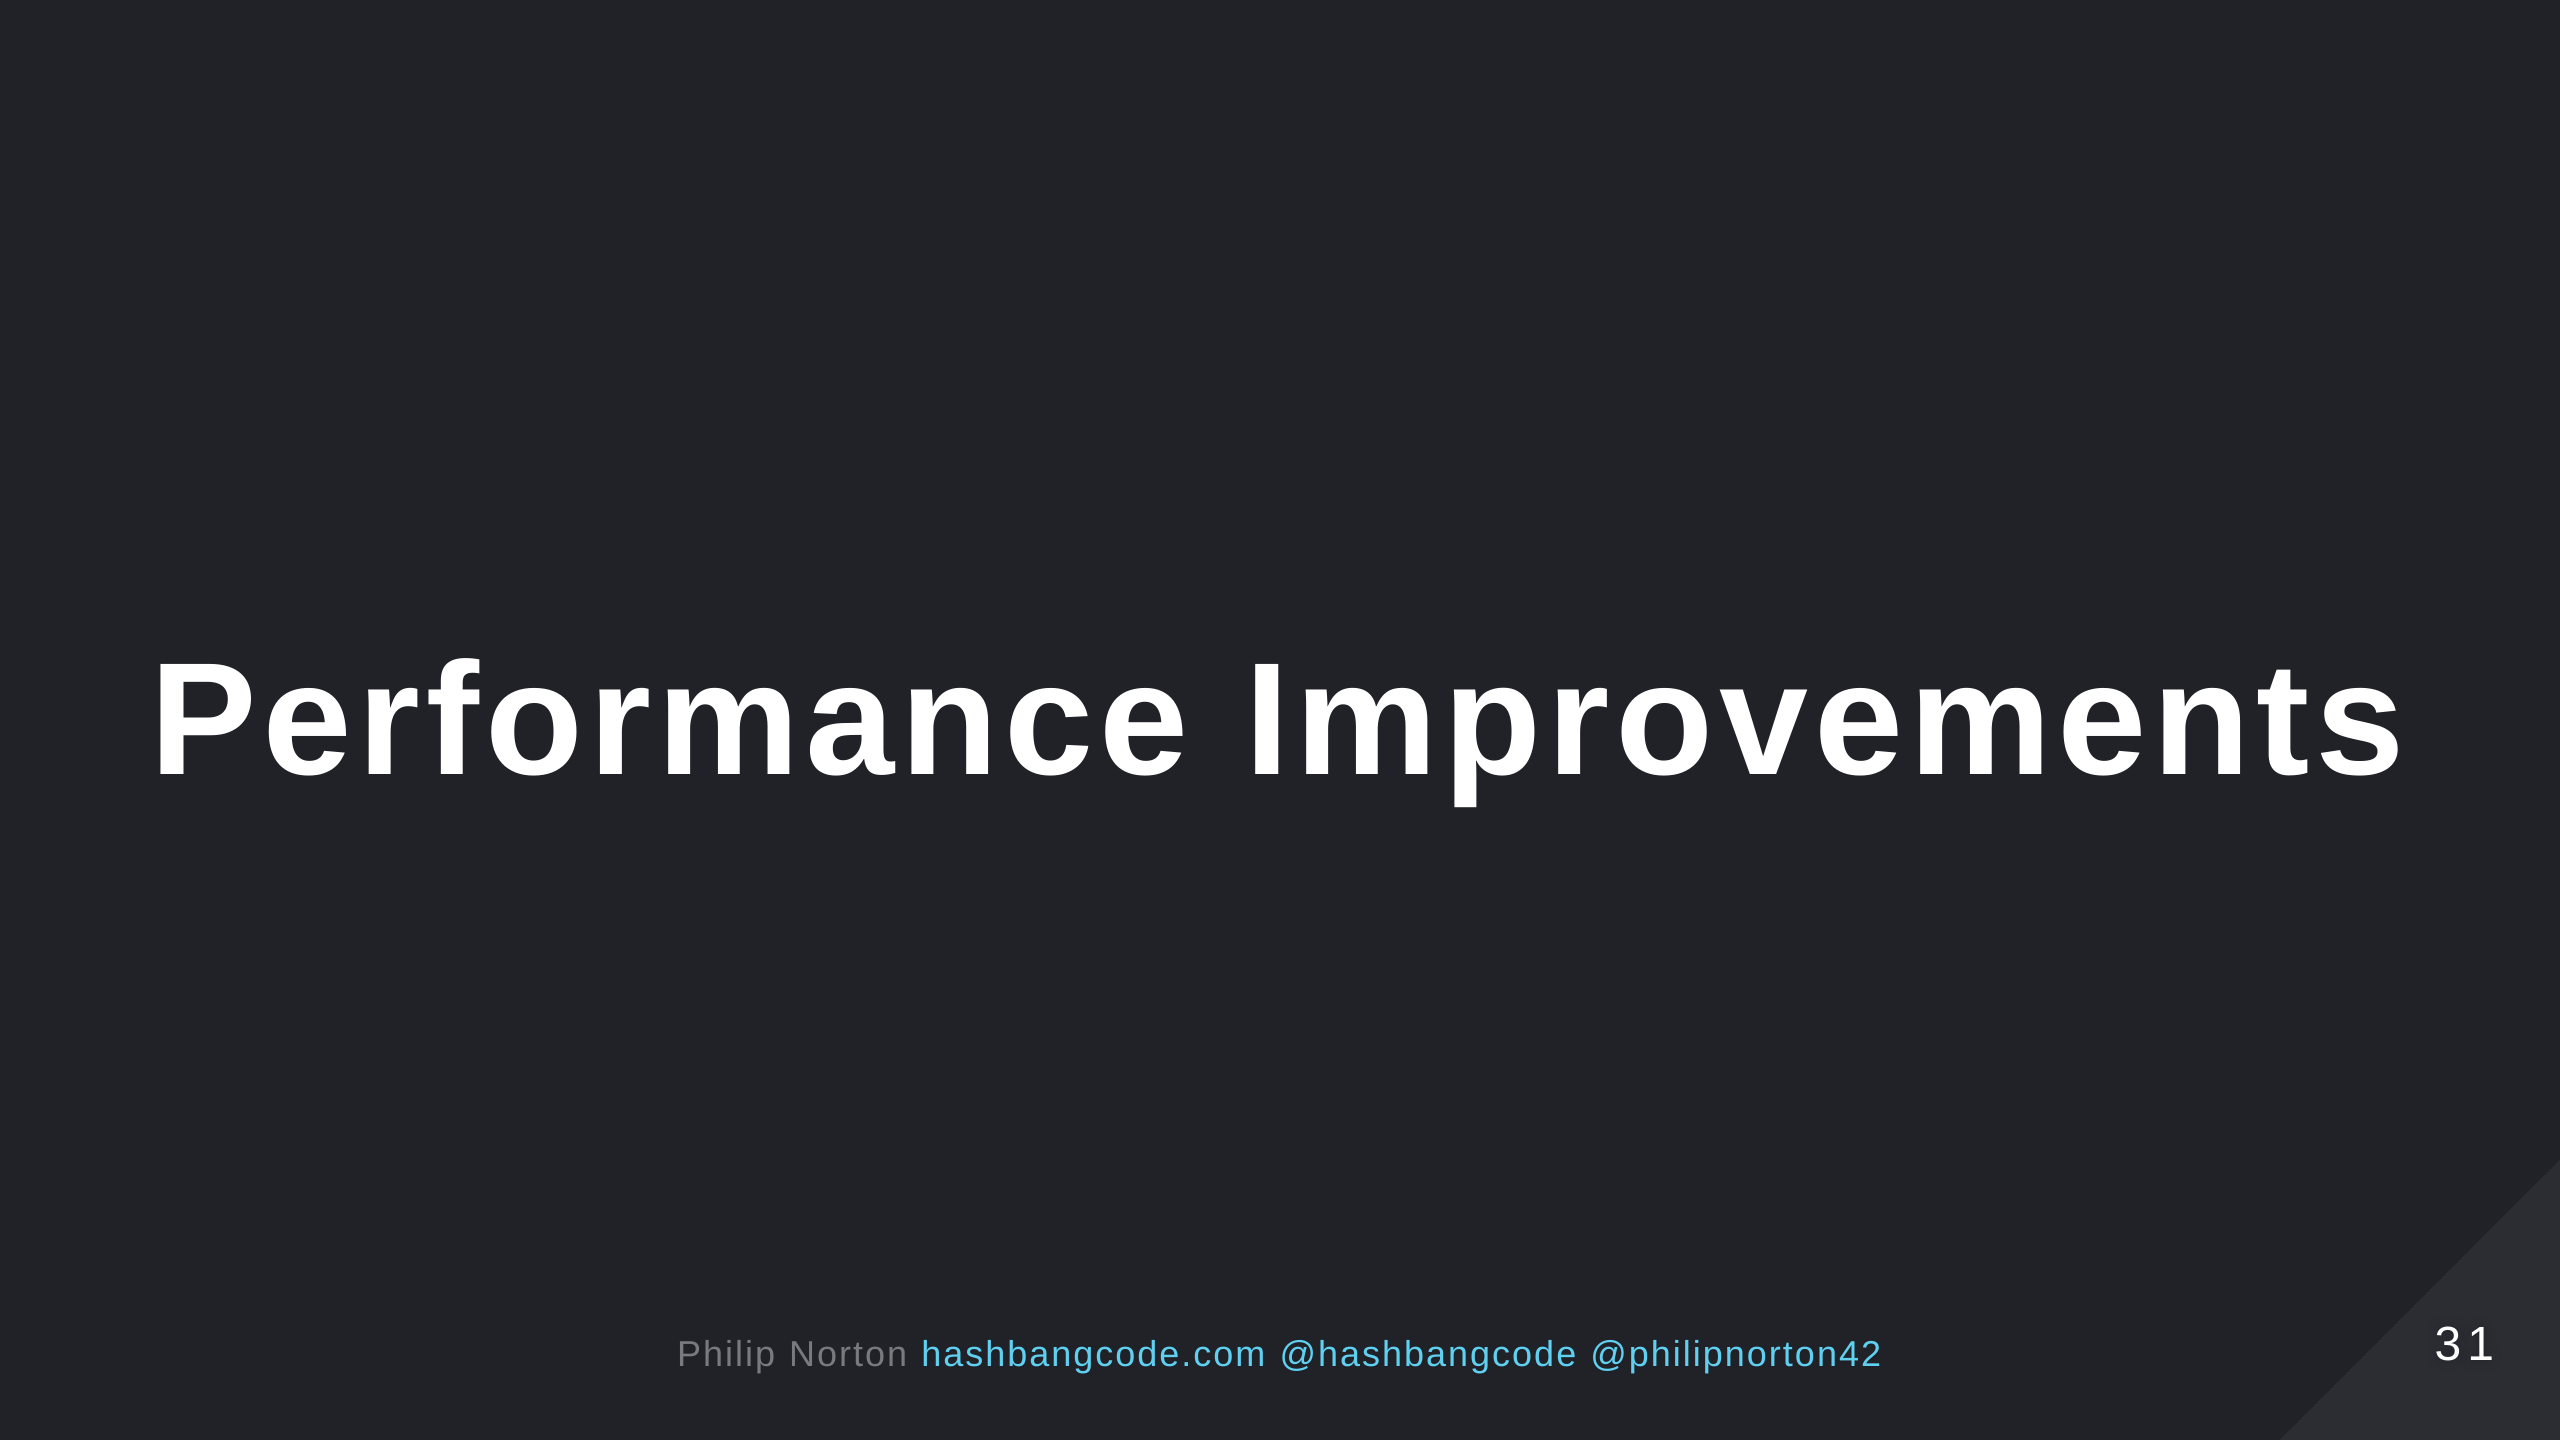 Performance Improvements
Philip Norton hashbangcode.com @hashbangcode @philipnorton42
31